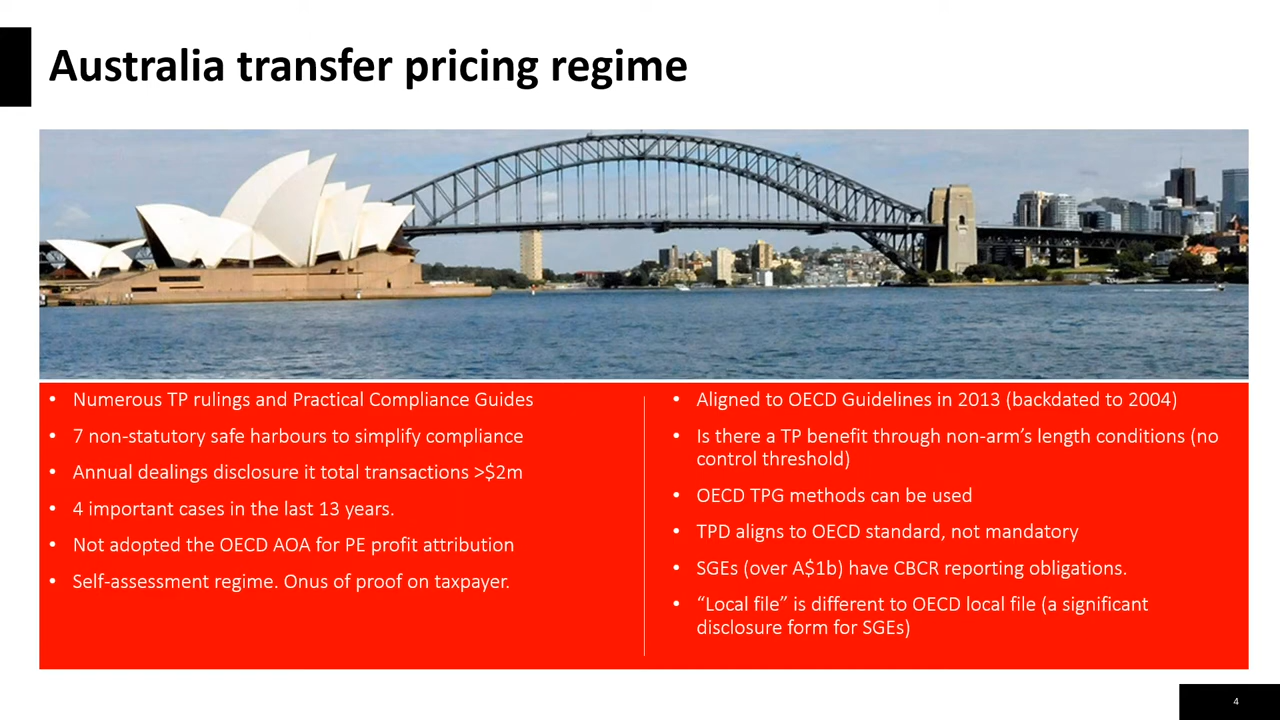 Australia transfer pricing regime
• Numerous TP rulings and Practical Compliance Guides
• 7 non-statutory safe harbours to simplify compliance
• Annual dealings disclosure it total transactions >$2m
• 4 important cases in the last 13 years.
• Not adopted the OECD AOA for PE profit attribution
• Self-assessment regime. Onus of proof on taxpayer.
• Aligned to OECD Guidelines in 2013 (backdated to 2004)
• Is there a TP benefit through non-arm’s length conditions (no
control threshold)
• OECD TPG methods can be used
• TPD aligns to OECD standard, not mandatory
• SGEs (over A$1b) have CBCR reporting obligations.
• “Local file” is different to OECD local file (a significant
disclosure form for SGEs)
4